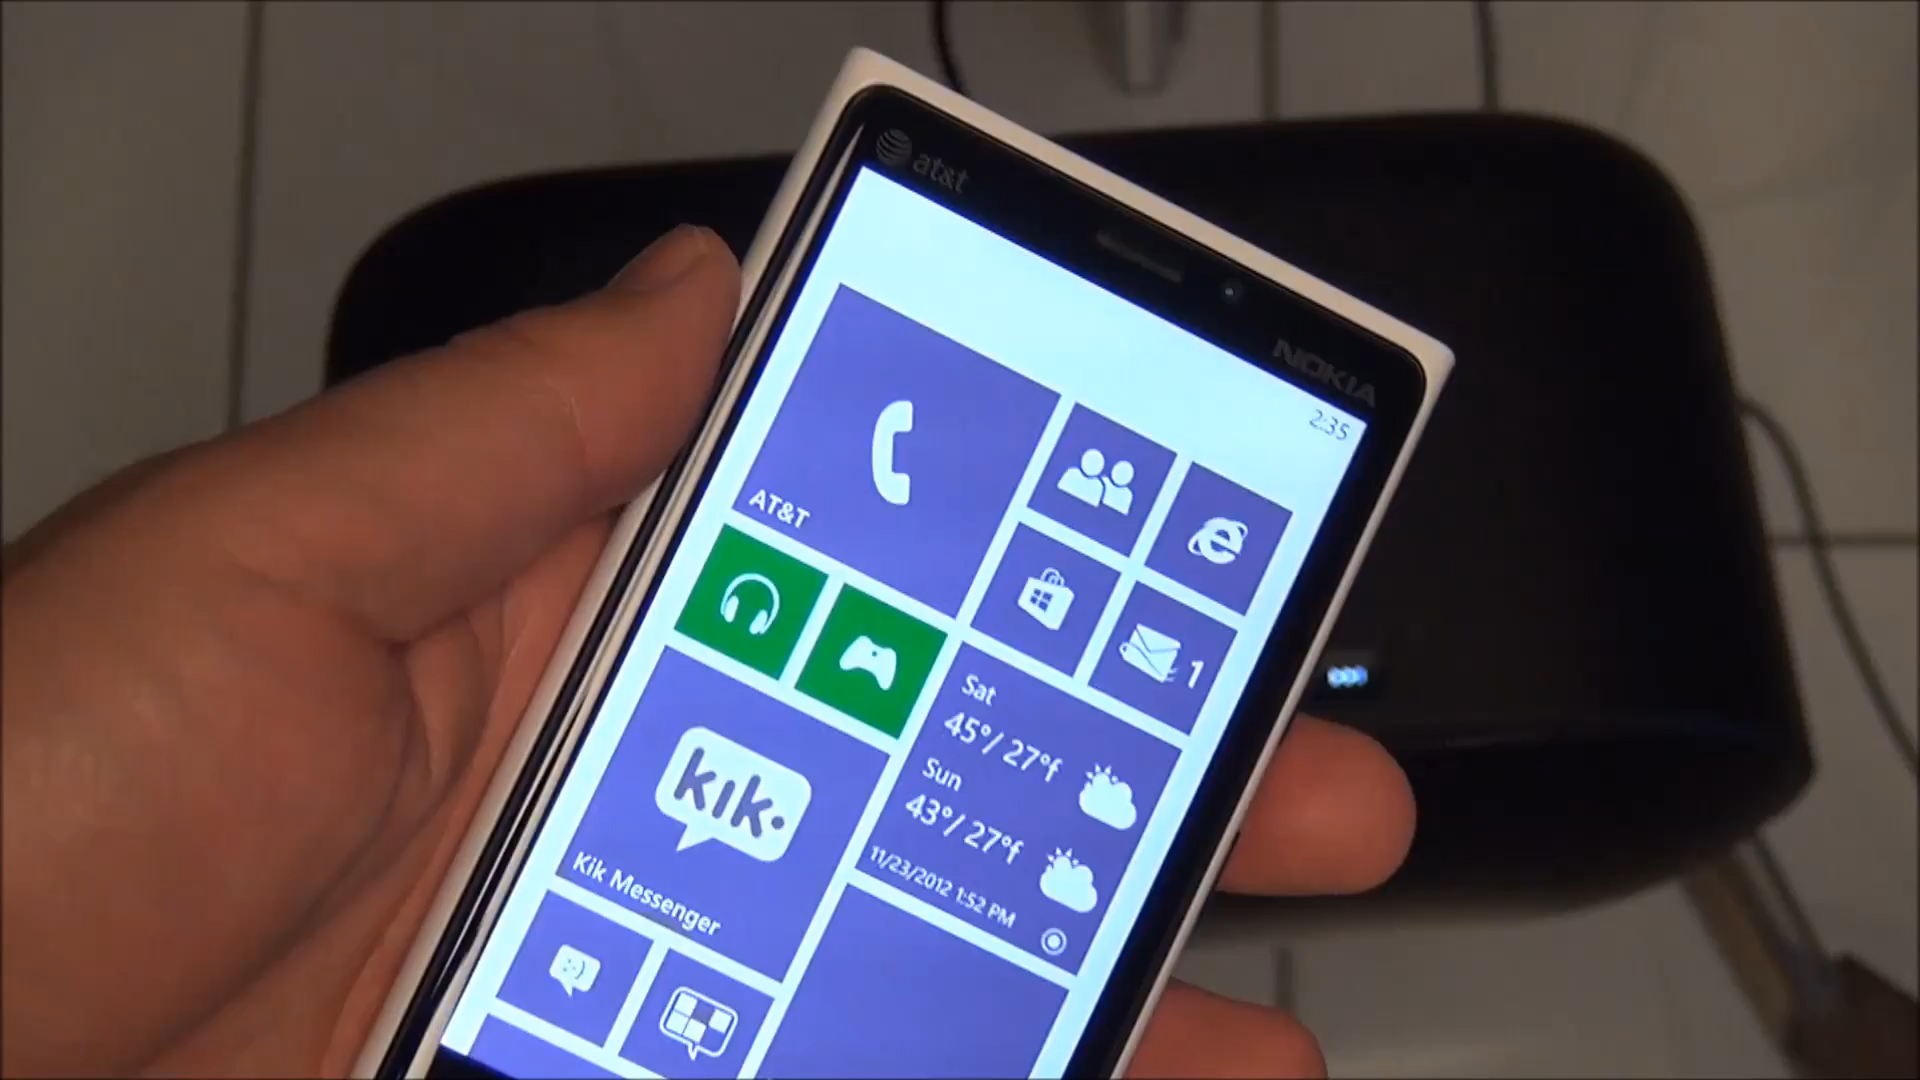 at&t
NOKIA
2:35
AT&T
1
Sat
45°/27°f
Sun
43°/27°f
11/23/2012 1:52 PM
kik.
Kik Messenger
:-)